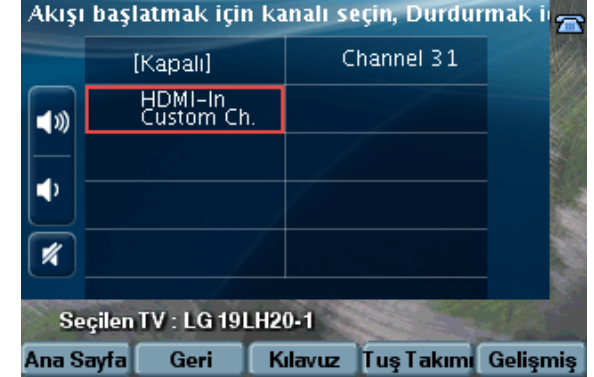 Akışı başlatmak için kanalı seçin, Durdurmak
[Kapalı]
Channel 31
HDMI-In
Custom Ch.
Seçilen TV : LG 19LH20-1
Ana Sayfa
Geri
Kılavuz
Tuş Takımı
Gelişmiş